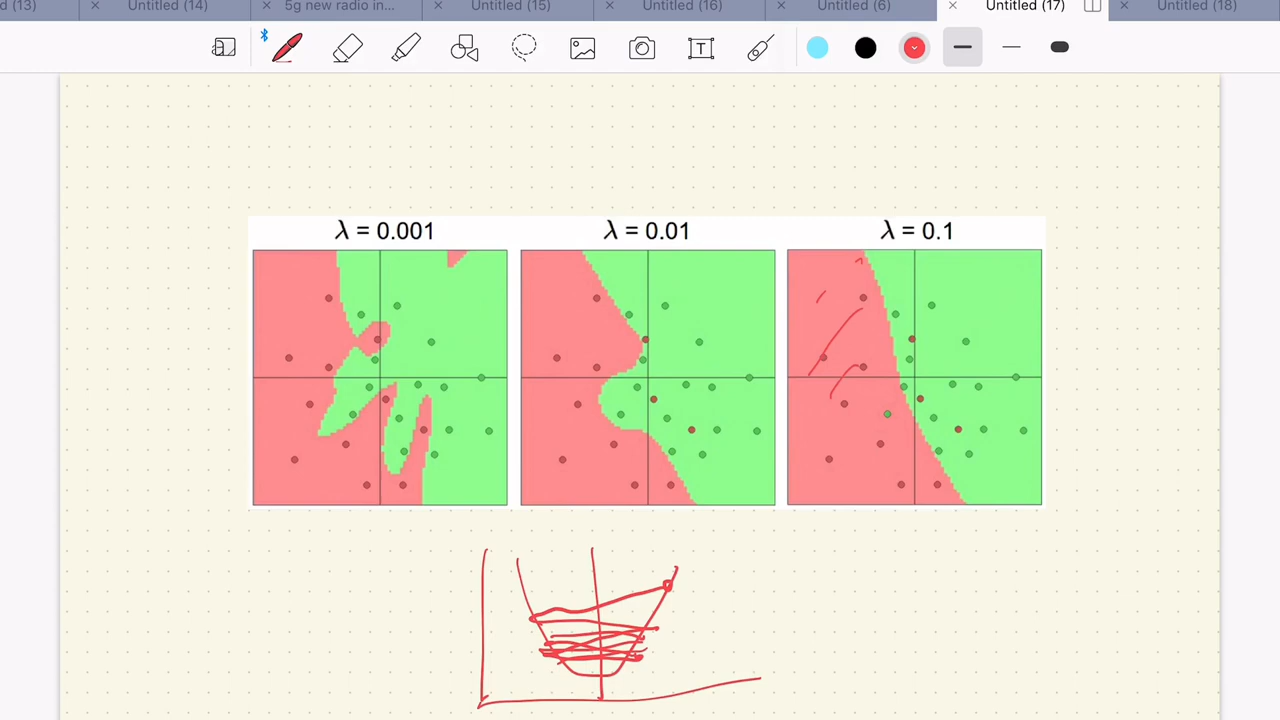 d (13) Untitled (14) 5g new radio in... Untitled (15) Untitled (16) Untitled (6) Untitled (17) Untitled (18)
T
λ = 0.001 λ = 0.01 λ = 0.1